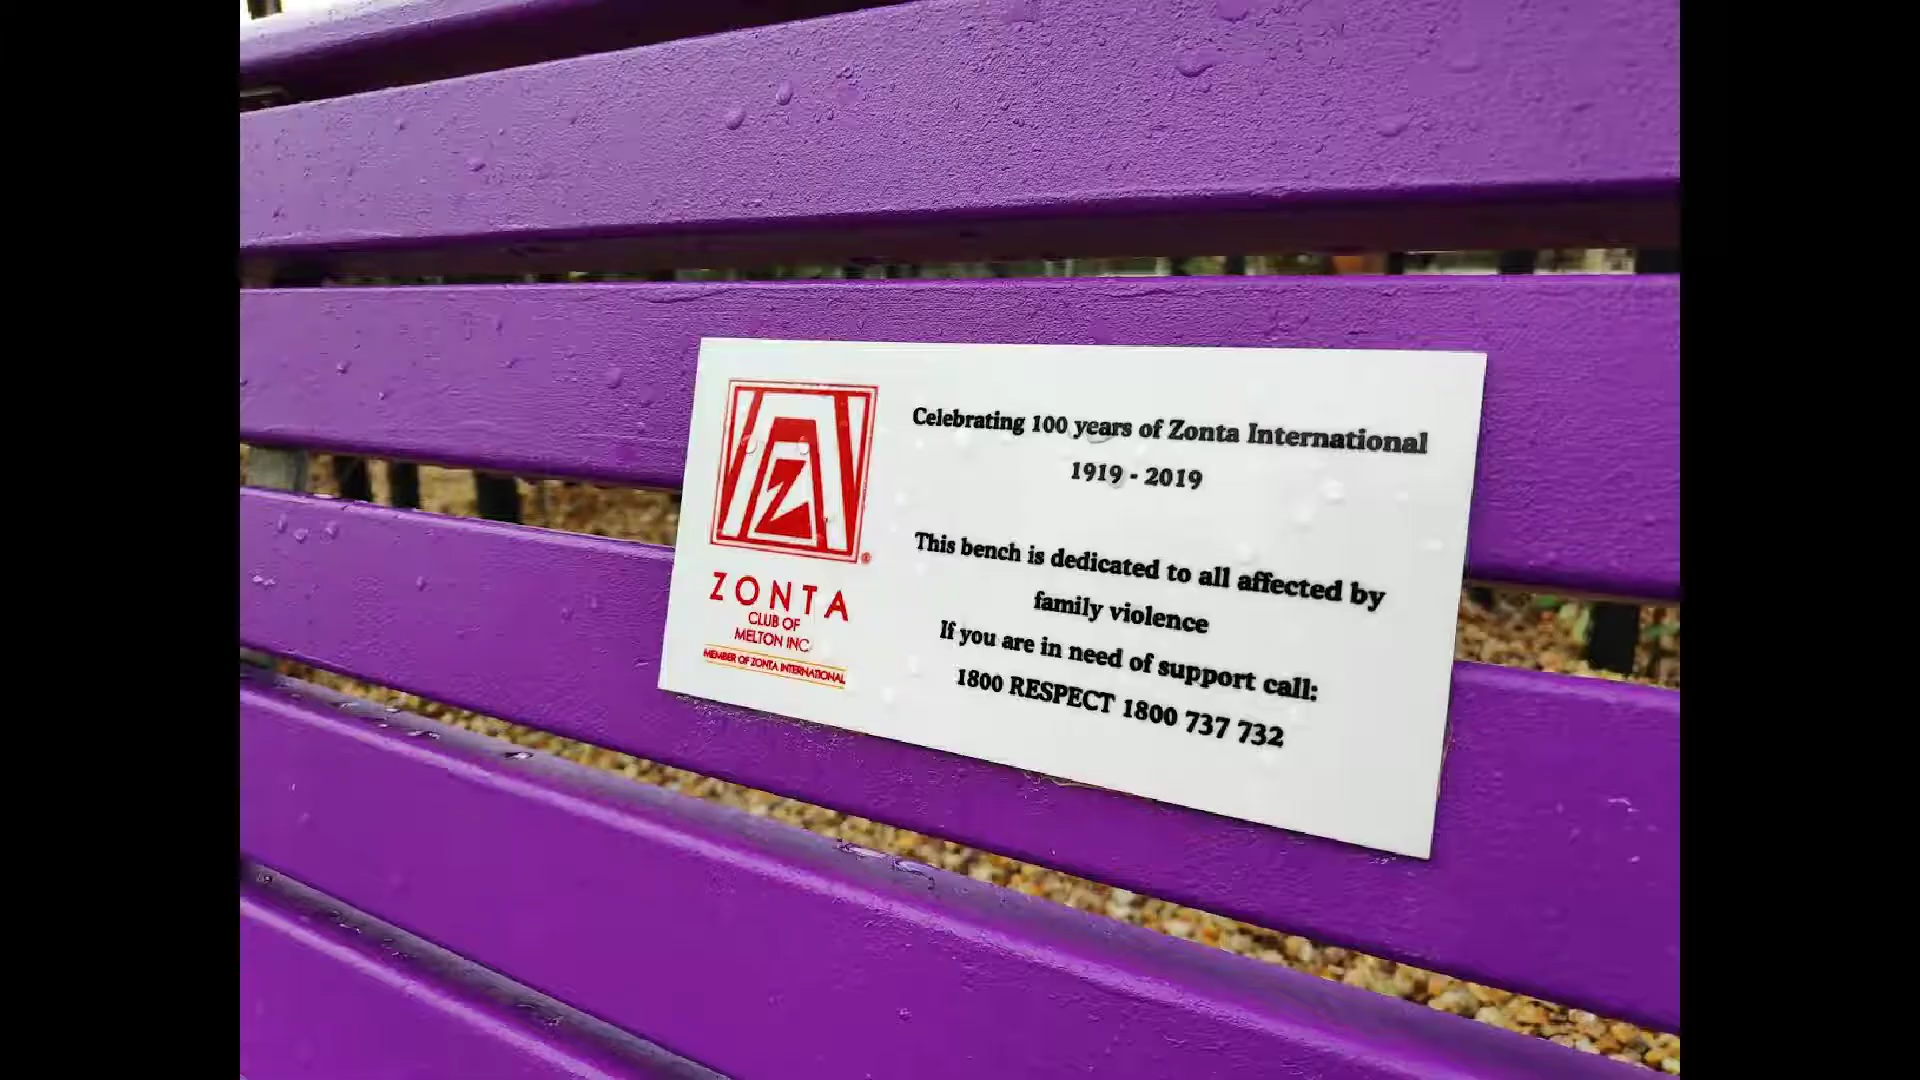 Celebrating 100 years of Zonta International
1919 - 2019
This bench is dedicated to all affected by
family violence
If you are in need of support call:
1800 RESPECT 1800 737 732
Z
ZONTA
CLUB OF
MELTON INC
MEMBER OF ZONTA INTERNATIONAL